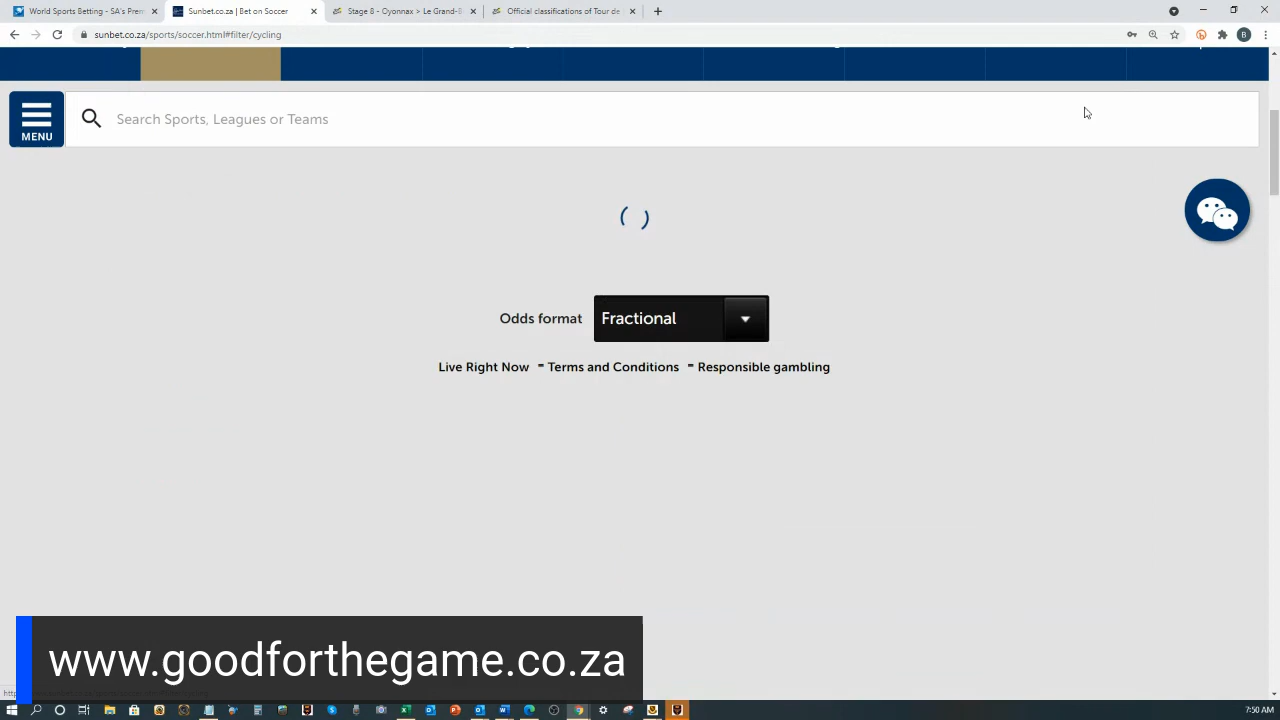 World Sports Betting - SA's Prem
Sunbet.co.za | Bet on Soccer
Stage 8 - Oyonnax > Le Grand-B
Official classifications of Tour de
sunbet.co.za/sports/soccer.html#filter/cycling
B
MENU
Search Sports, Leagues or Teams
Odds format
Fractional
Live Right Now - Terms and Conditions - Responsible gambling
www.goodforthegame.co.za
7:50 AM